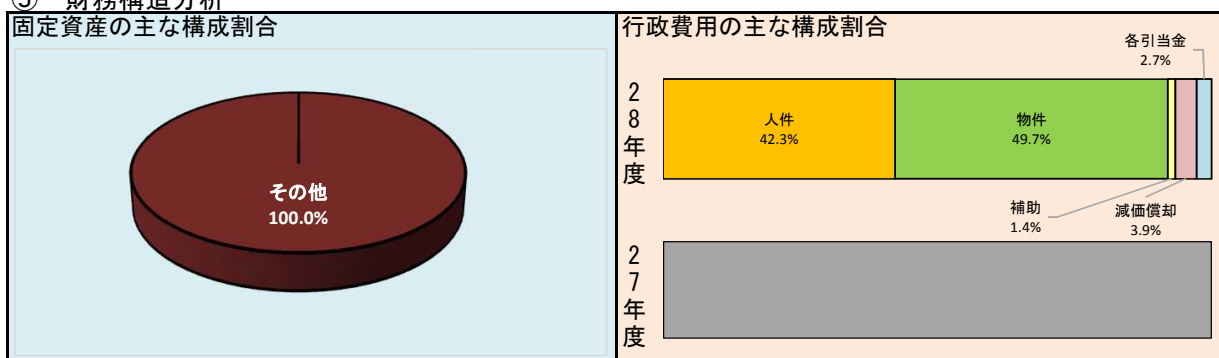 ⑤　財務構造分析
固定資産の主な構成割合
その他
100.0%
行政費用の主な構成割合
各引当金
2.7%
28年度
人件
42.3%
物件
49.7%
補助
1.4%
減価償却
3.9%
27年度